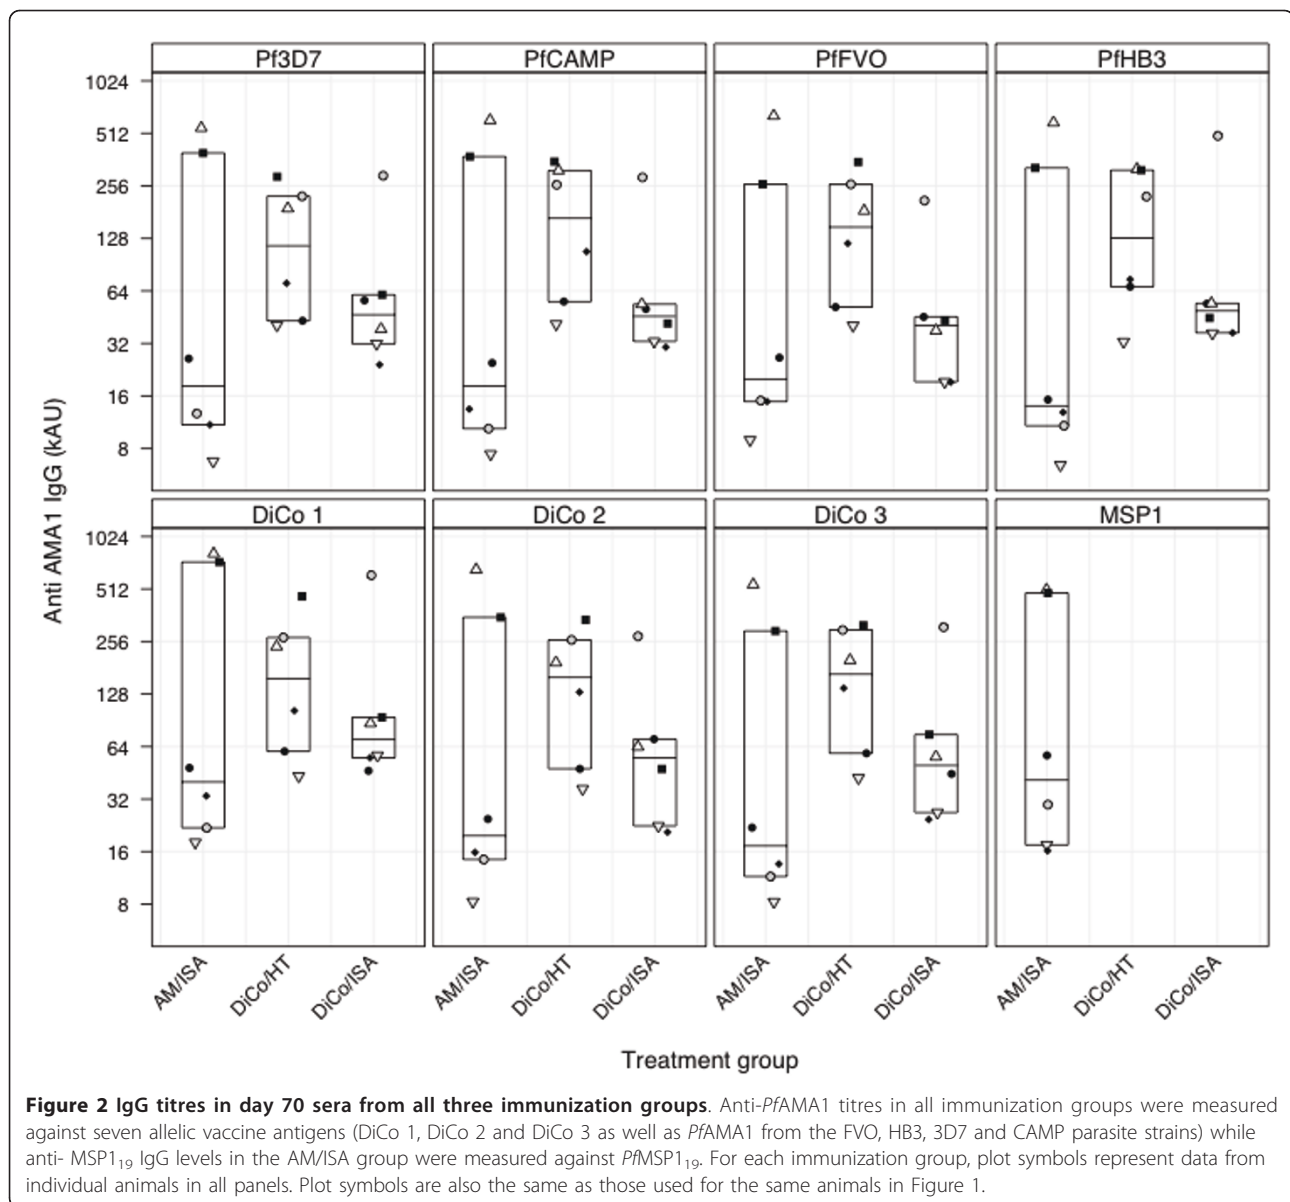 Pf3D7 PfCAMP PfFVO PfHB3
1024
512
256
128
64
32
16
8
DiCo 1 DiCo 2 DiCo 3 MSP1
1024
512
256
128
64
32
16
8
Anti AMA1 IgG (kAU)
AM/ISA DiCo/HT DiCo/ISA AM/ISA DiCo/HT DiCo/ISA AM/ISA DiCo/HT DiCo/ISA AM/ISA DiCo/HT DiCo/ISA
Treatment group
Figure 2 IgG titres in day 70 sera from all three immunization groups. Anti-PfAMA1 titres in all immunization groups were measured
against seven allelic vaccine antigens (DiCo 1, DiCo 2 and DiCo 3 as well as PfAMA1 from the FVO, HB3, 3D7 and CAMP parasite strains) while
anti- MSP1₁₉ IgG levels in the AM/ISA group were measured against PfMSP1₁₉. For each immunization group, plot symbols represent data from
individual animals in all panels. Plot symbols are also the same as those used for the same animals in Figure 1.